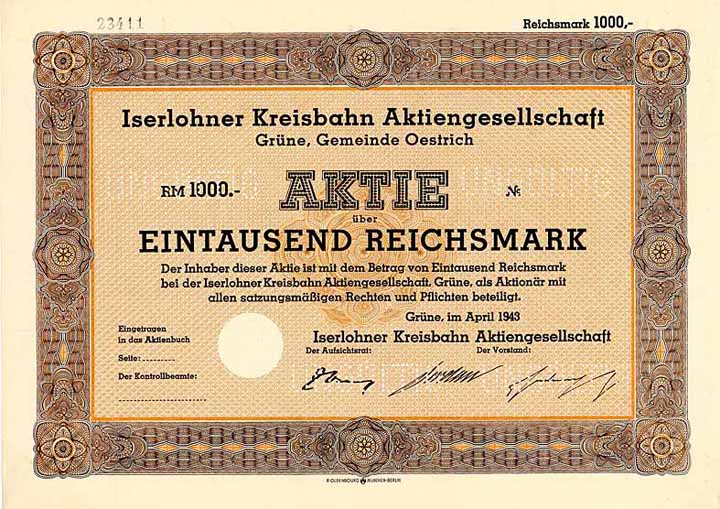 23411
Reichsmark 1000,-
Iserlohner Kreisbahn Aktiengesellschaft
Grüne, Gemeinde Oestrich
RM 1000.- AKTIE №
über
EINTAUSEND REICHSMARK
Der Inhaber dieser Aktie ist mit dem Betrag von Eintausend Reichsmark
bei der Iserlohner Kreisbahn Aktiengesellschaft, Grüne, als Aktionär mit
allen satzungsmäßigen Rechten und Pflichten beteiligt.
Grüne, im April 1943
Eingetragen
in das Aktienbuch
Seite:
Der Kontrollbeamte:
Iserlohner Kreisbahn Aktiengesellschaft
Der Aufsichtsrat: Der Vorstand:
R·OLDENBOURG MÜNCHEN-BERLIN